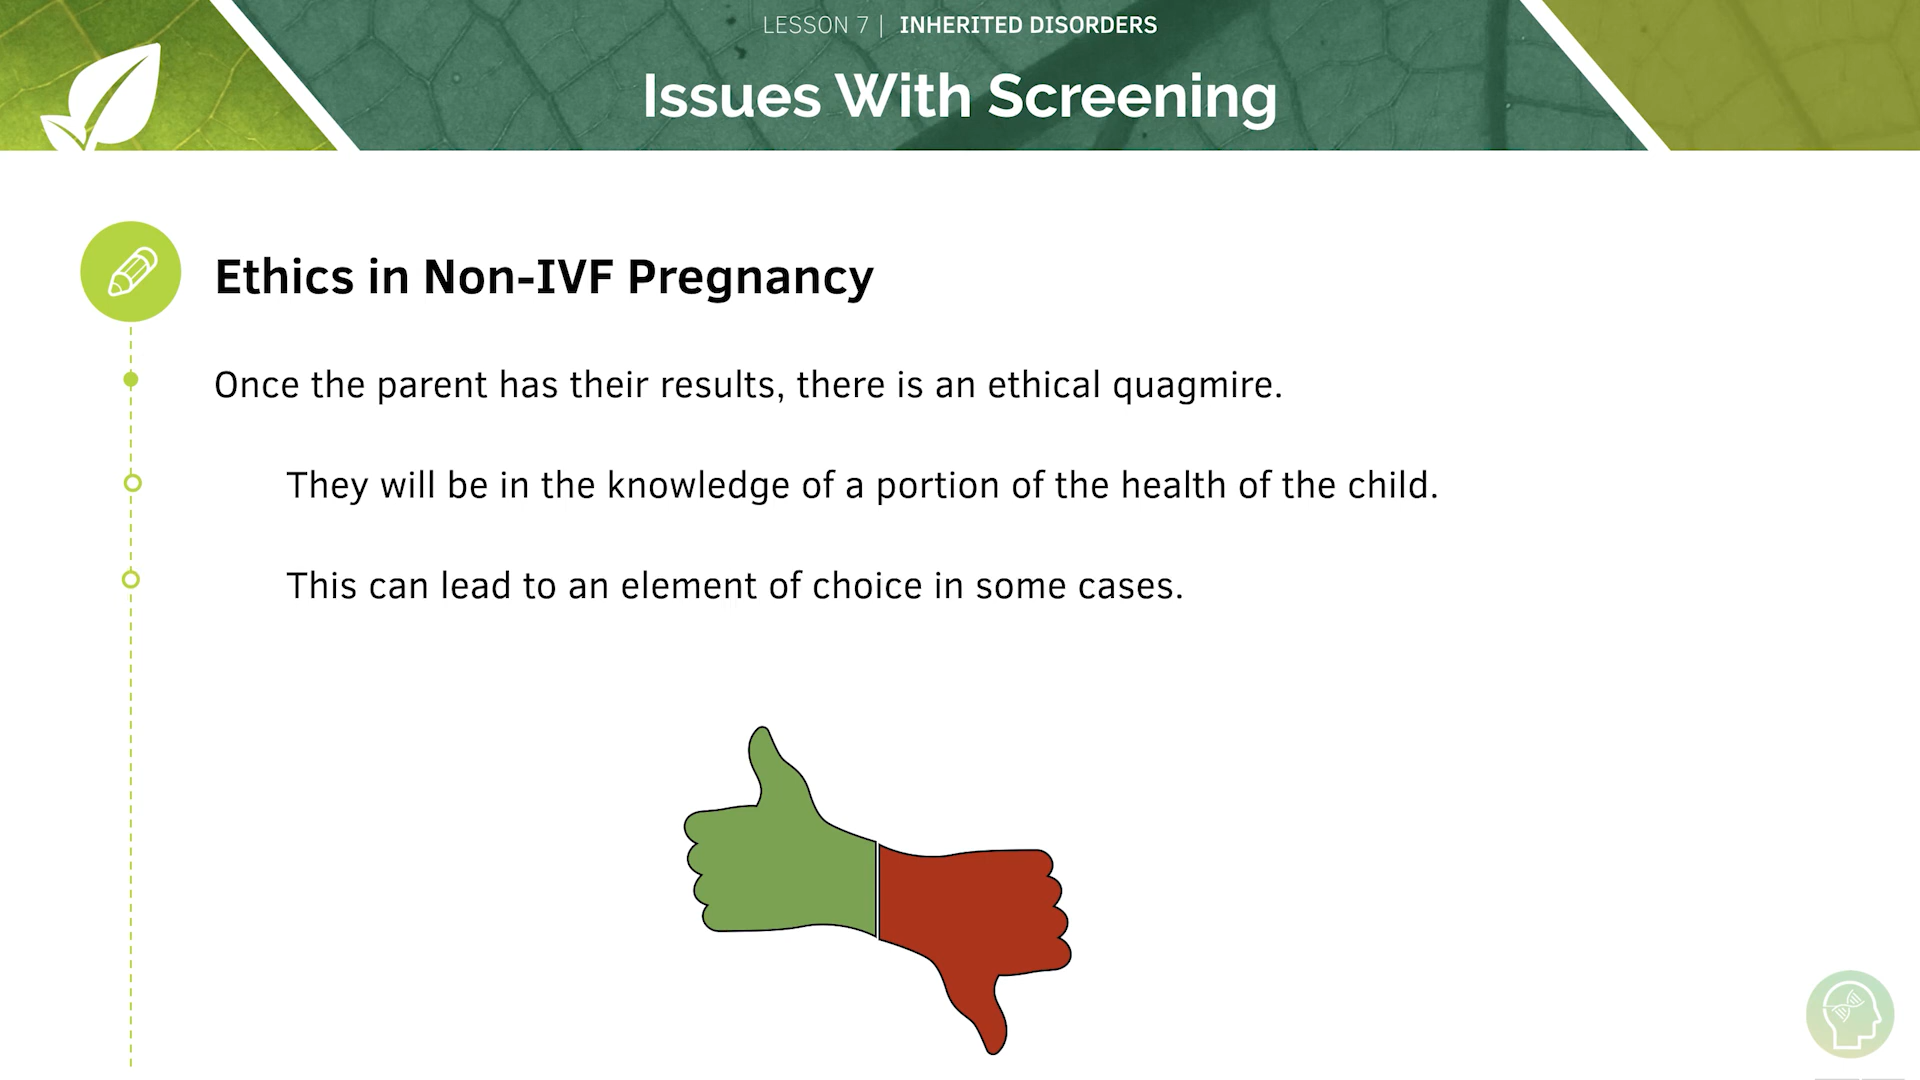 LESSON 7 | INHERITED DISORDERS
Issues With Screening
Ethics in Non-IVF Pregnancy
Once the parent has their results, there is an ethical quagmire.
They will be in the knowledge of a portion of the health of the child.
This can lead to an element of choice in some cases.